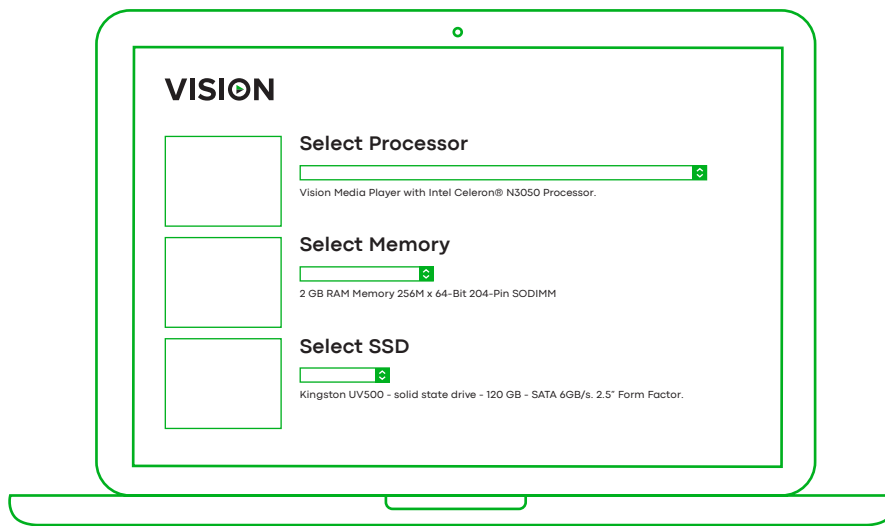 VISION
Select Processor
Vision Media Player with Intel Celeron® N3050 Processor.
Select Memory
2 GB RAM Memory 256M x 64-Bit 204-Pin SODIMM
Select SSD
Kingston UV500 - solid state drive - 120 GB - SATA 6GB/s. 2.5” Form Factor.